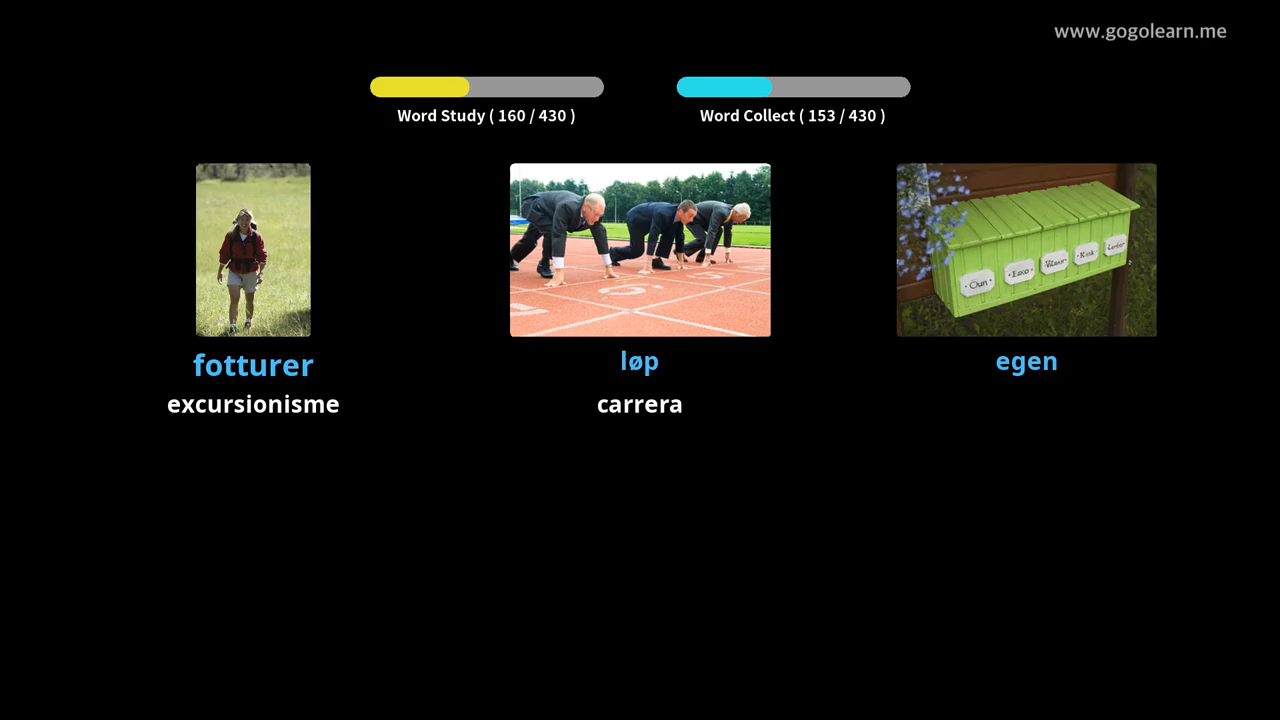 www.gogolearn.me
Word Study ( 160 / 430 )
Word Collect ( 153 / 430 )
fotturer
løp
egen
excursionisme
carrera